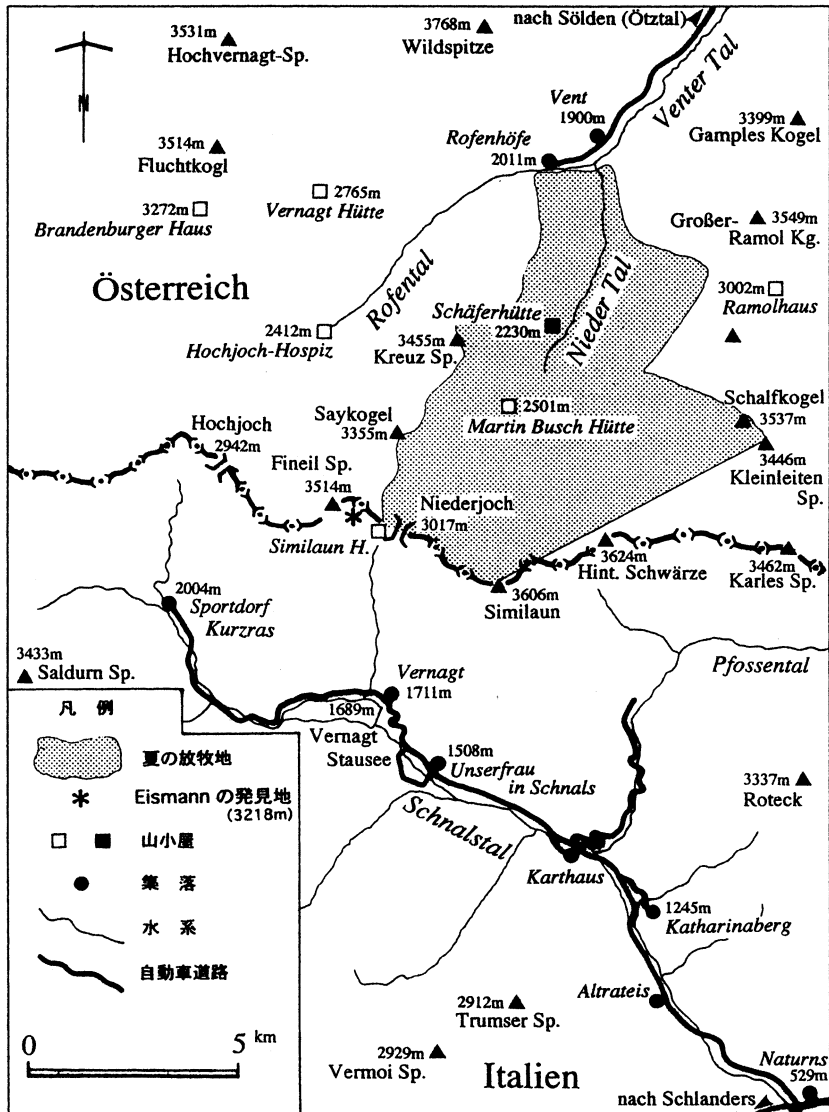 3531m
Hochvernagt-Sp.
3768m
Wildspitze
nach Sölden (Ötztal)
Venter Tal
N
Vent
1900m
Rofenhöfe
2011m
3399m
Gamples Kogel
3514m
Fluchtkogl
2765m
Vernagt Hütte
3272m
Brandenburger Haus
Großer-
3549m
Ramol Kg.
Österreich
Rofental
Nieder Tal
3002m
Ramolhaus
Schäferhütte
2230m
2412m
Hochjoch-Hospiz
3455m
Kreuz Sp.
2501m
Martin Busch Hütte
Schalfkogel
3537m
3446m
Kleinleiten
Sp.
Hochjoch
2942m
Saykogel
3355m
Fineil Sp.
3514m
Niederjoch
3017m
Similaun H.
3624m
Hint. Schwärze
3462m
Karles Sp.
3606m
Similaun
2004m
Sportdorf
Kurzras
3433m
Saldurn Sp.
Pfossental
Vernagt
1711m
1689m
Vernagt
Stausee
1508m
Unserfrau
in Schnals
Schnalstal
3337m
Roteck
Karthaus
1245m
Katharinaberg
Altrateis
2912m
Trumser Sp.
2929m
Vermoi Sp.
Italien
Naturns
529m
nach Schlanders
凡 例
夏の放牧地
Eismann の発見地
(3218m)
山小屋
集 落
水 系
自動車道路
0 5 km